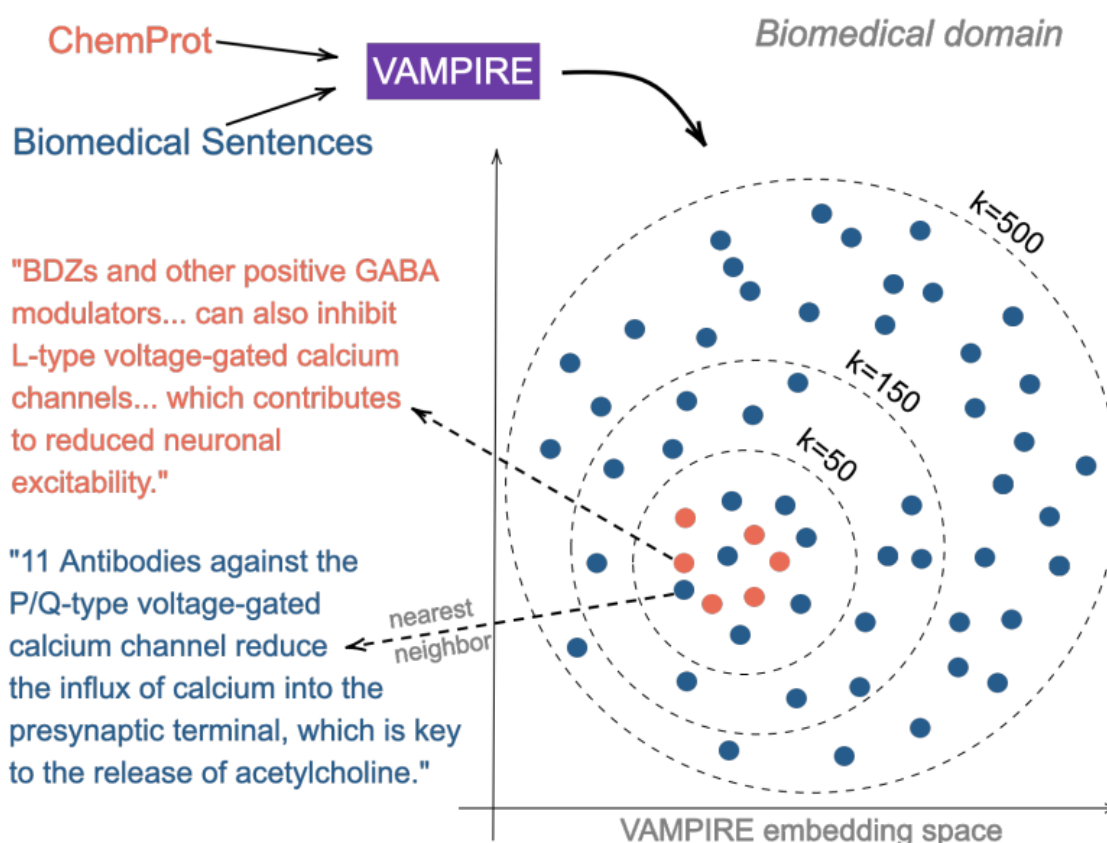 ChemProt
VAMPIRE
Biomedical domain
Biomedical Sentences
k=500
"BDZs and other positive GABA
modulators... can also inhibit
L-type voltage-gated calcium
channels... which contributes
to reduced neuronal
excitability."
k=150
k=50
"11 Antibodies against the
P/Q-type voltage-gated
calcium channel reduce
the influx of calcium into the
presynaptic terminal, which is key
to the release of acetylcholine."
nearest
neighbor
VAMPIRE embedding space